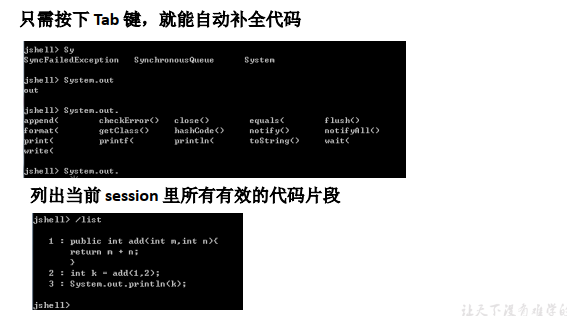 只需按下 Tab 键，就能自动补全代码
jshell> Sy
SyncFailedException SynchronousQueue System
jshell> System.out
out
jshell> System.out.
append( checkError() close() equals( flush()
format( getClass() hashCode() notify() notifyAll()
print( printf( println( toString() wait(
write(
jshell> System.out.
列出当前 session 里所有有效的代码片段
jshell> /list
1 : public int add(int m,int n){
return m + n;
}
2 : int k = add(1,2);
3 : System.out.println(k);
jshell>
让天下没有难学的